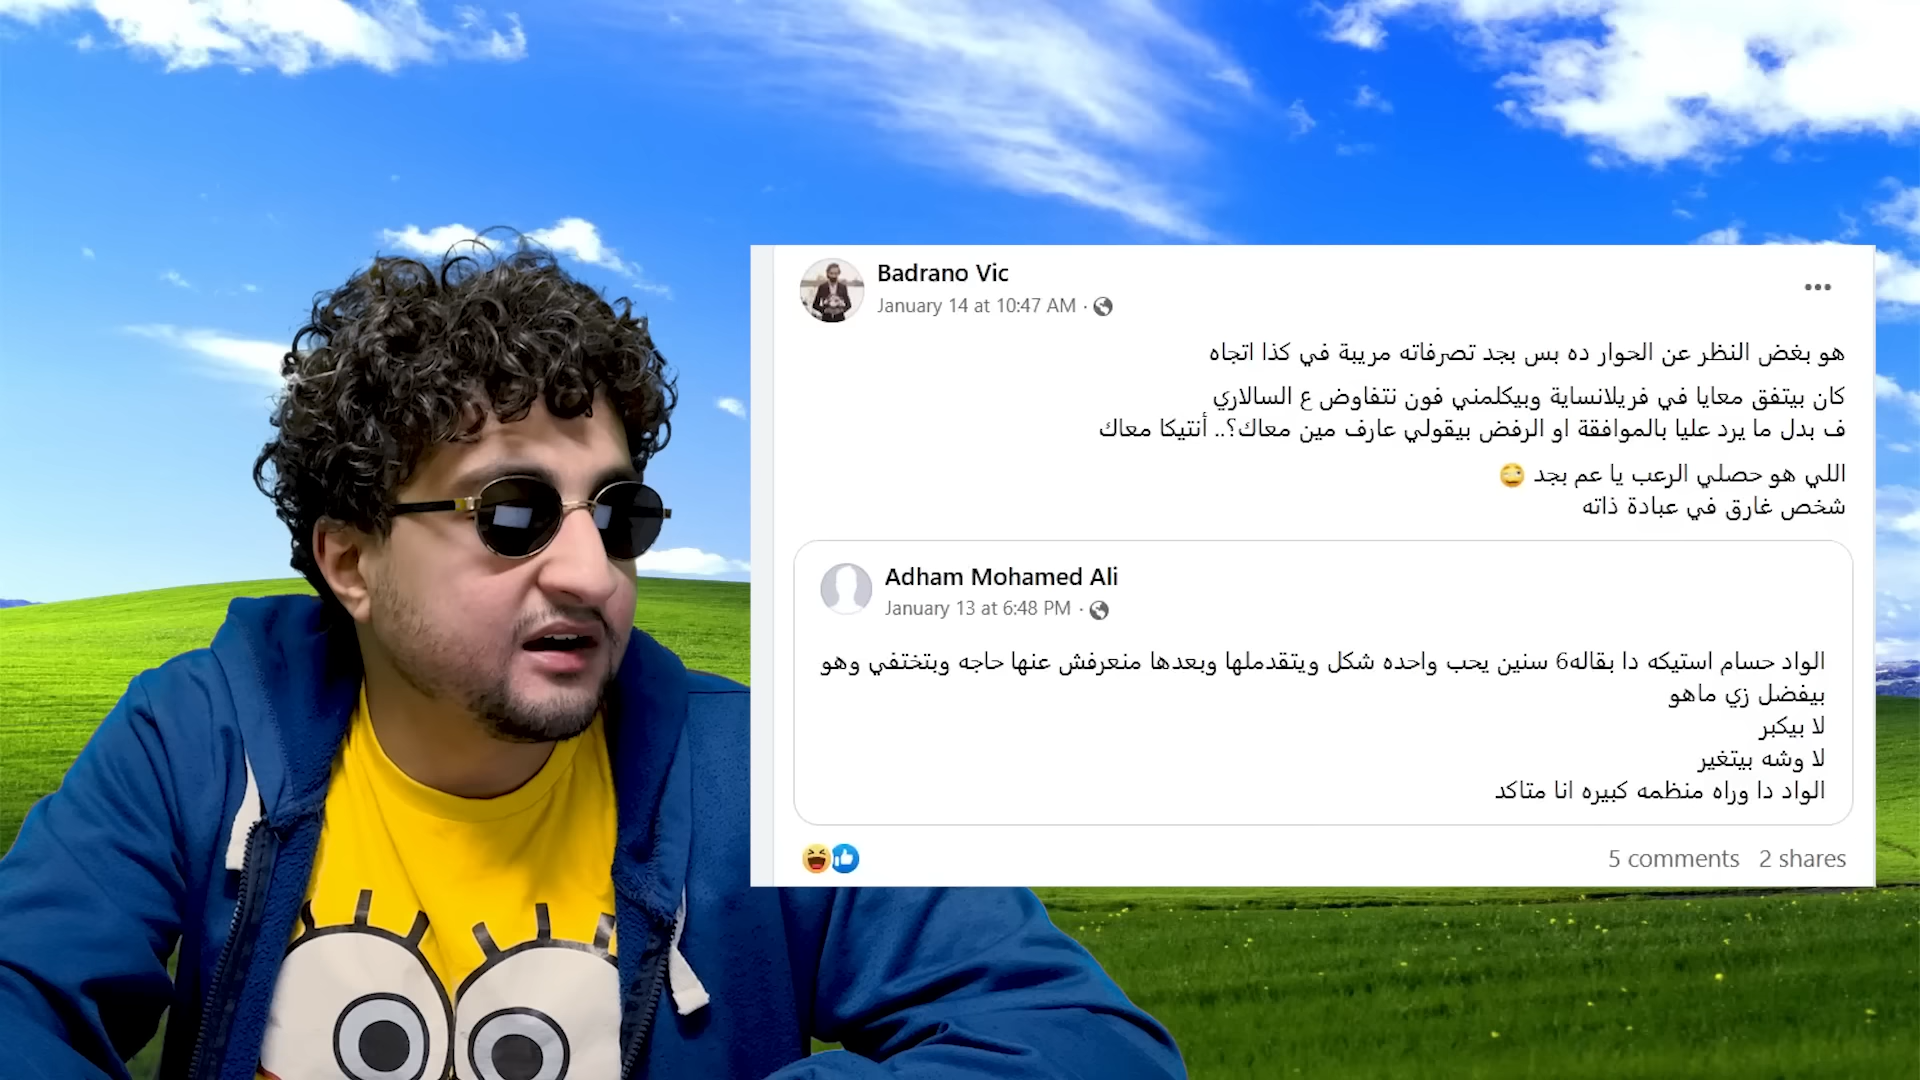 Badrano Vic
January 14 at 10:47 AM ·
هو بغض النظر عن الحوار ده بس بجد تصرفاته مريبة في كذا اتجاه
كان بيتفق معايا في فريلانساية وبيكلمني فون نتفاوض ع السالاري
ف بدل ما يرد عليا بالموافقة او الرفض بيقولي عارف مين معاك؟.. أنتيكا معاك
اللي هو حصلي الرعب يا عم بجد
شخص غارق في عبادة ذاته
Adham Mohamed Ali
January 13 at 6:48 PM ·
الواد حسام استيكه دا بقاله6 سنين يحب واحده شكل ويتقدملها وبعدها منعرفش عنها حاجه وبتختفي وهو
بيفضل زي ماهو
لا بيكبر
لا وشه بيتغير
الواد دا وراه منظمه كبيره انا متاكد
5 comments 2 shares